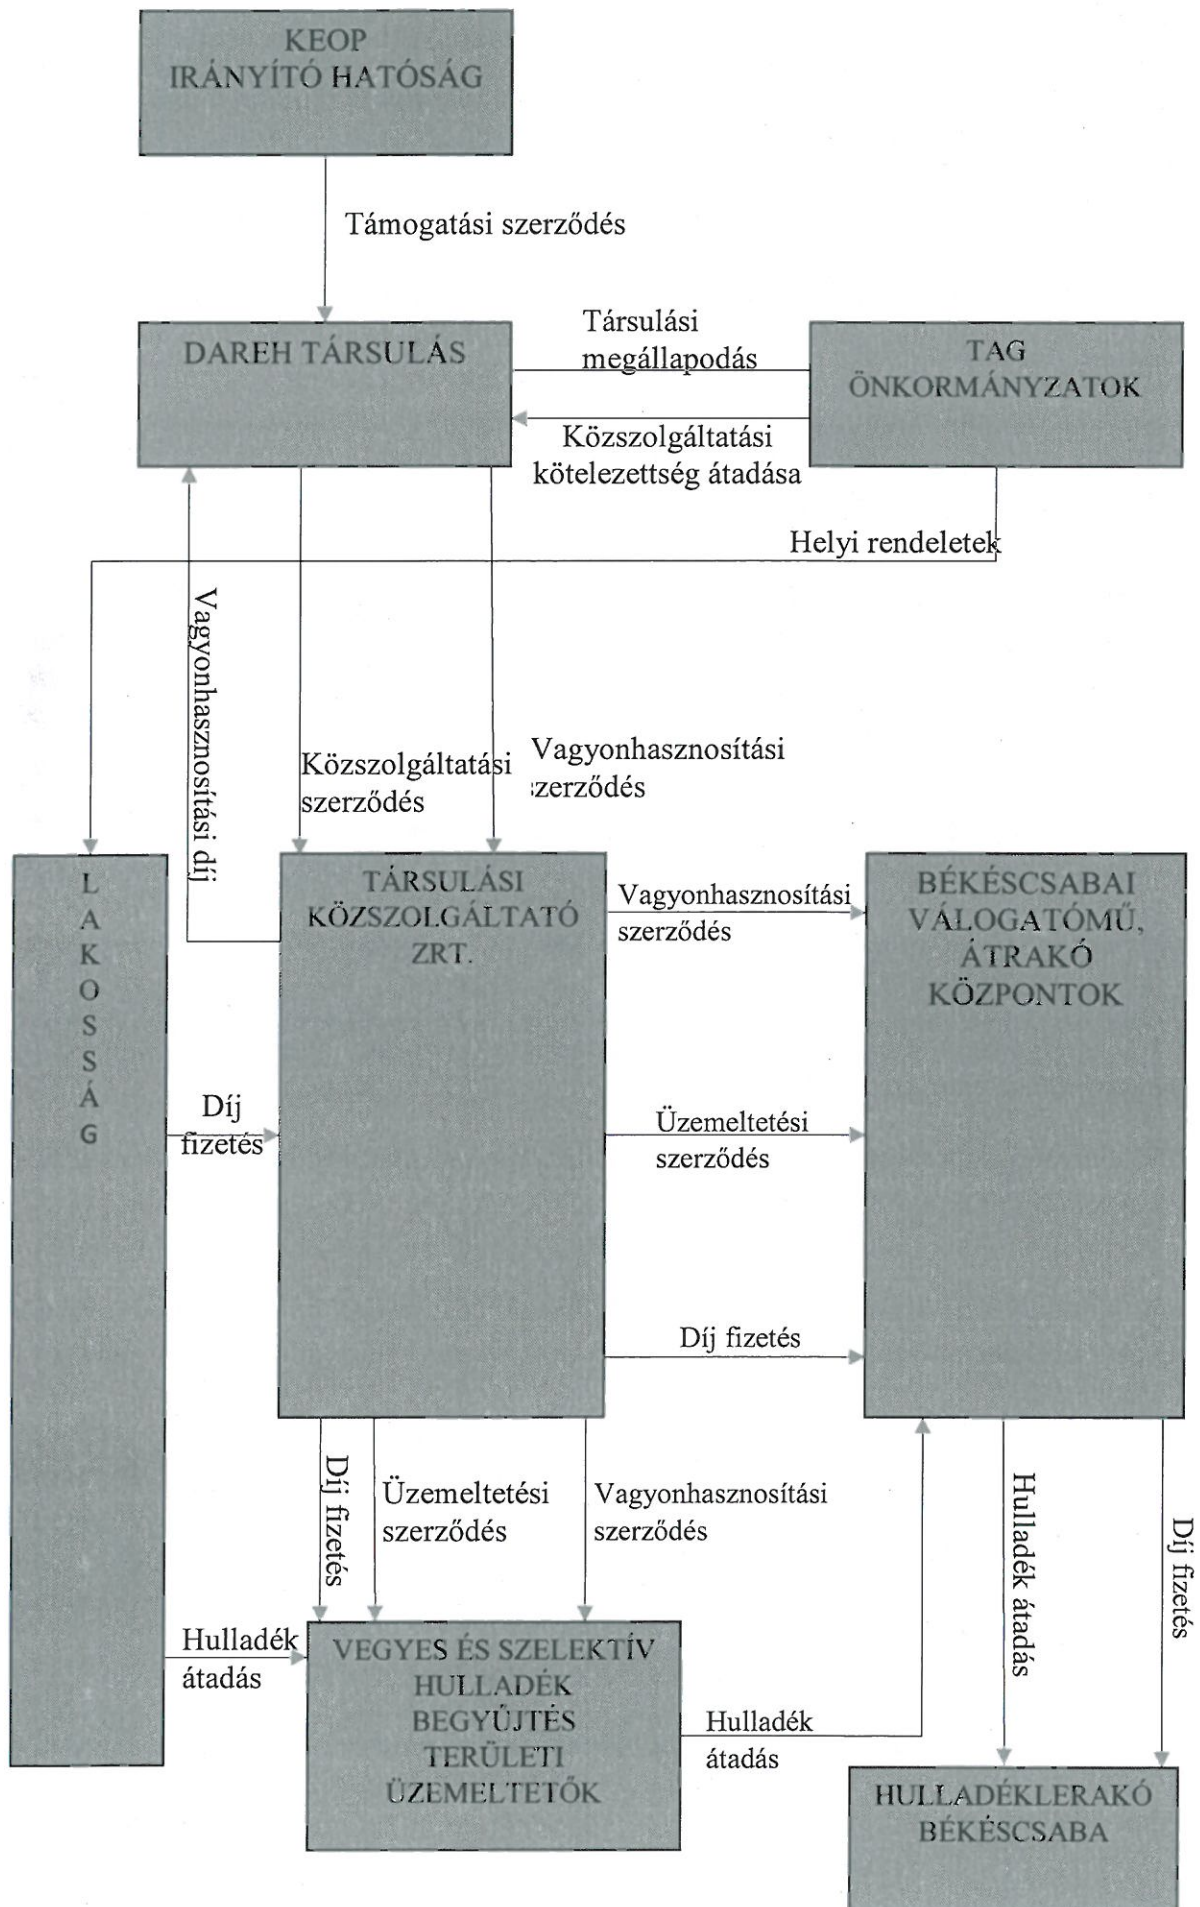 KEOP
IRÁNYÍTÓ HATÓSÁG
Támogatási szerződés
DAREH TÁRSULÁS
Társulási
megállapodás
TAG
ÖNKORMÁNYZATOK
Közszolgáltatási
kötelezettség átadása
Helyi rendeletek
Vagyonhasznosítási díj
Közszolgáltatási
szerződés
Vagyonhasznosítási
szerződés
L
A
K
O
S
S
Á
G
TÁRSULÁSI
KÖZSZOLGÁLTATÓ
ZRT.
Vagyonhasznosítási
szerződés
BÉKÉSCSABAI
VÁLOGATÓMŰ,
ÁTRAKÓ
KÖZPONTOK
Díj
fizetés
Üzemeltetési
szerződés
Díj fizetés
Díj fizetés
Üzemeltetési
szerződés
Vagyonhasznosítási
szerződés
Hulladék átadás
Díj fizetés
Hulladék
átadás
VEGYES ÉS SZELEKTÍV
HULLADÉK
BEGYŰJTÉS
TERÜLETI
ÜZEMELTETŐK
Hulladék
átadás
HULLADÉKLERAKÓ
BÉKÉSCSABA